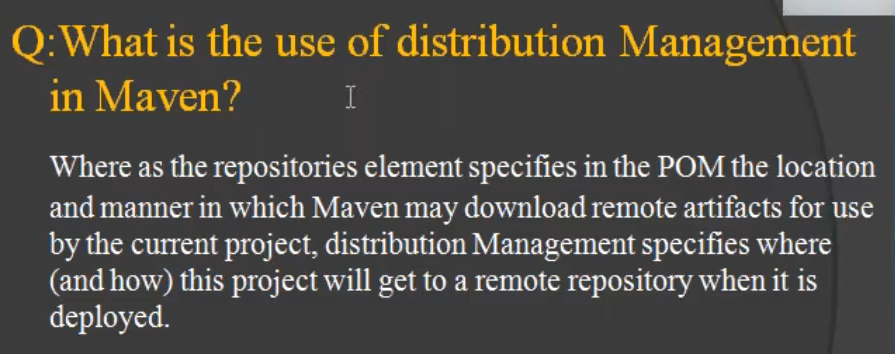 Q:What is the use of distribution Management
in Maven?
Where as the repositories element specifies in the POM the location
and manner in which Maven may download remote artifacts for use
by the current project, distribution Management specifies where
(and how) this project will get to a remote repository when it is
deployed.